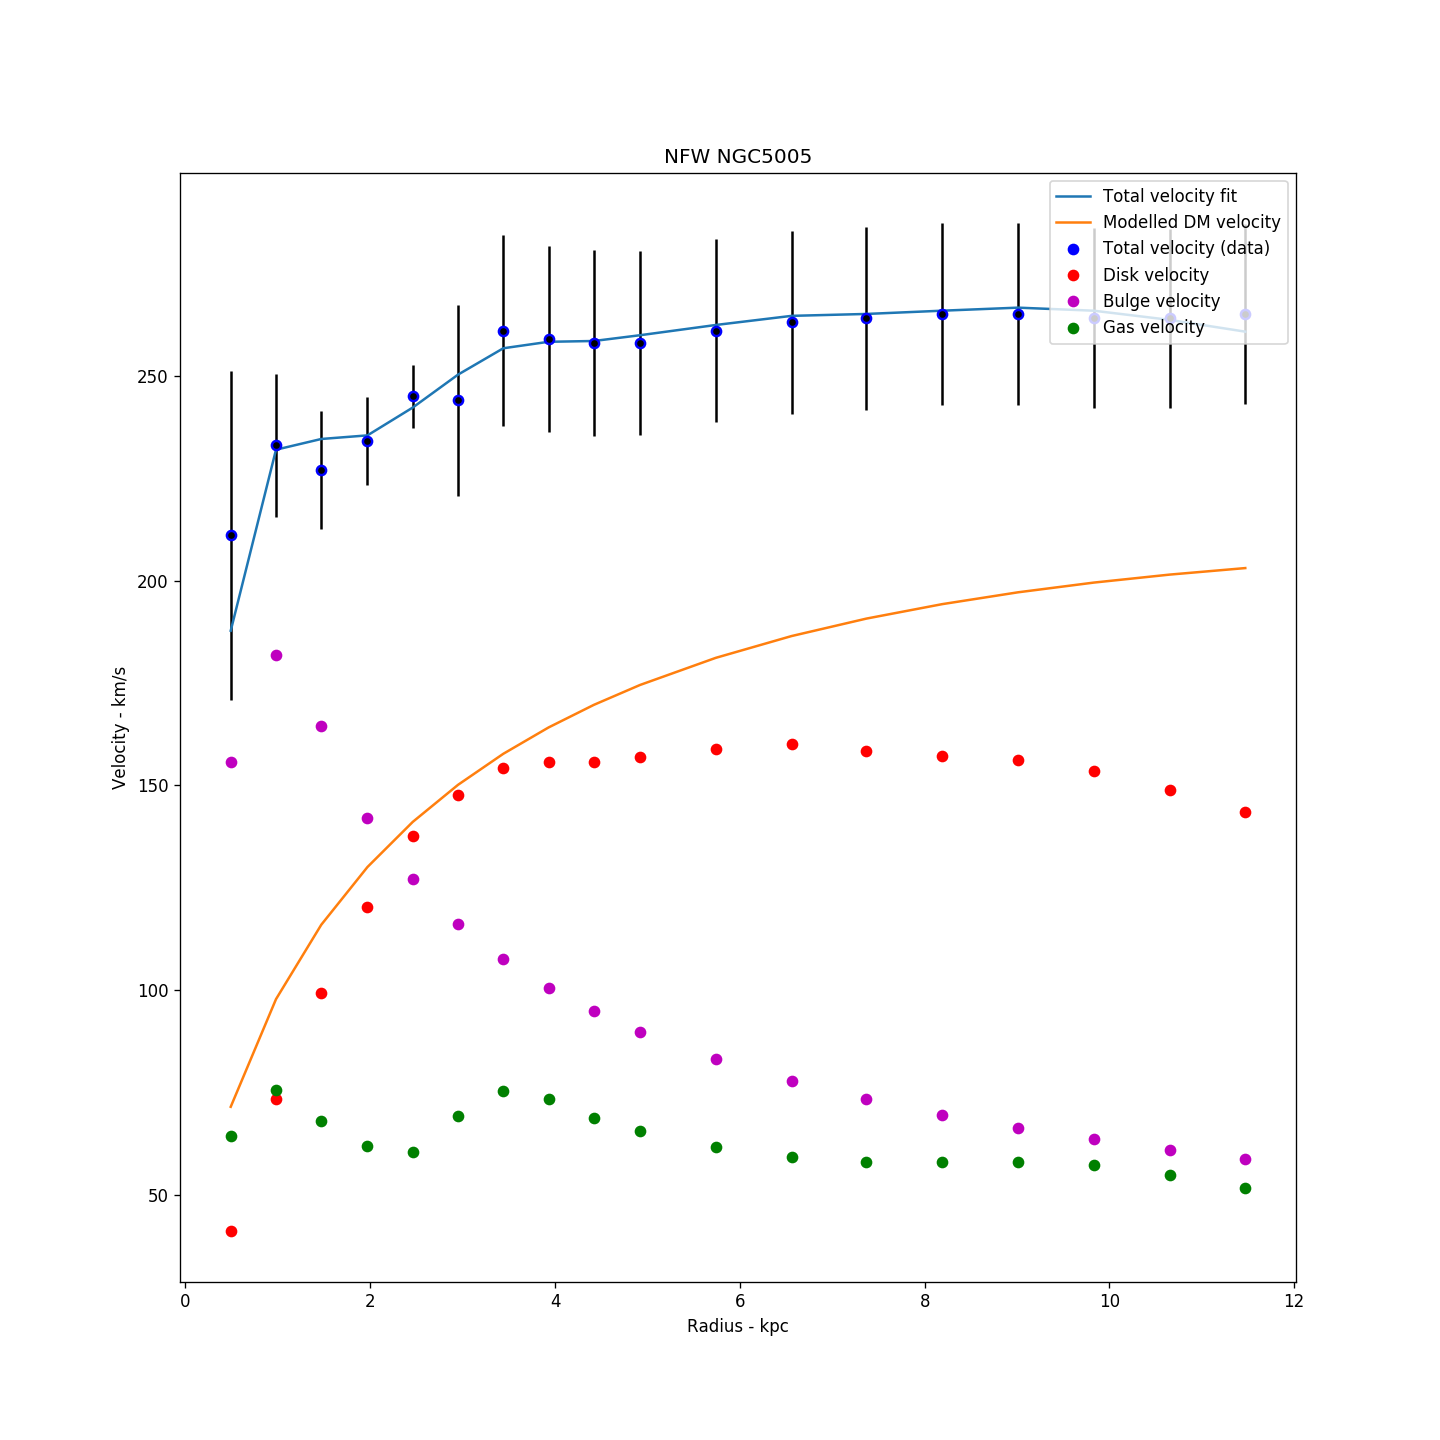 NFW NGC5005
Total velocity fit
Modelled DM velocity
Total velocity (data)
Disk velocity
Bulge velocity
Gas velocity
250
200
150
100
50
Velocity - km/s
0 2 4 6 8 10 12
Radius - kpc